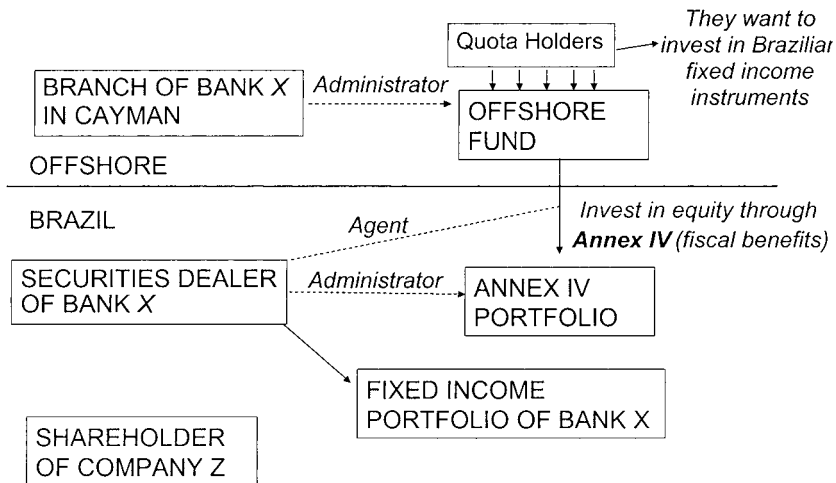 Quota Holders
They want to
invest in Brazilian
fixed income
instruments
BRANCH OF BANK X
IN CAYMAN
Administrator
OFFSHORE
FUND
OFFSHORE
BRAZIL
Agent
Invest in equity through
Annex IV (fiscal benefits)
SECURITIES DEALER
OF BANK X
Administrator
ANNEX IV
PORTFOLIO
FIXED INCOME
PORTFOLIO OF BANK X
SHAREHOLDER
OF COMPANY Z